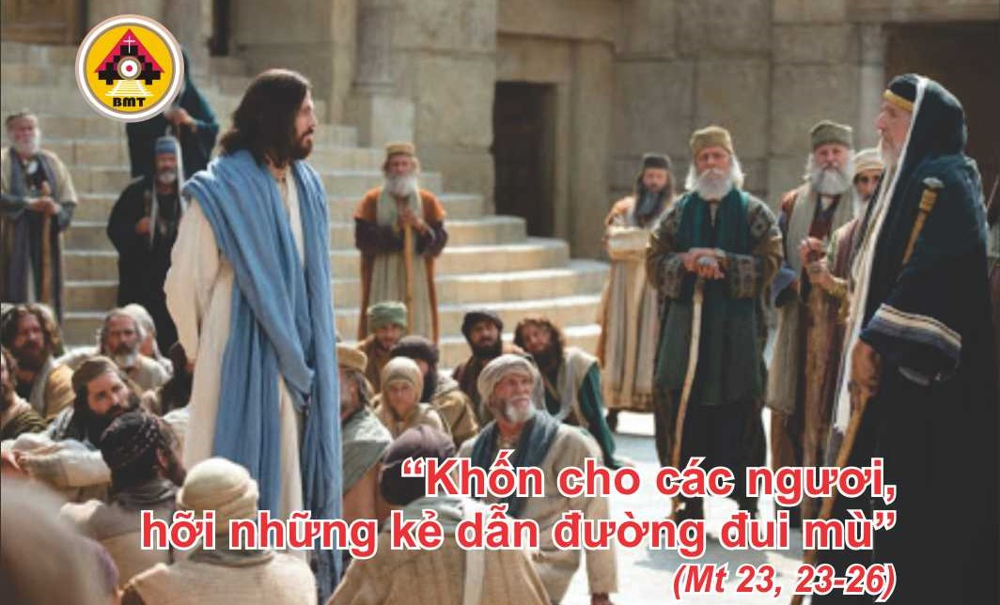 BMT
“Khốn cho các ngươi,
hỡi những kẻ dẫn đường đui mù”
(Mt 23, 23-26)